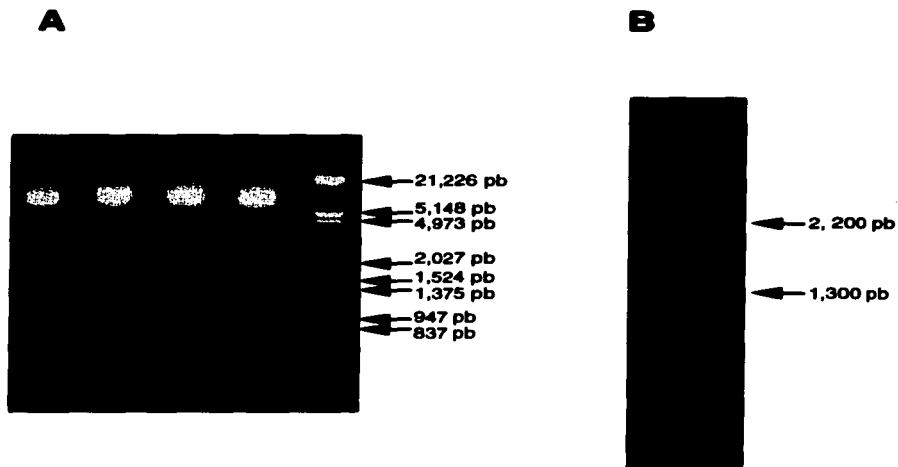 A
B
21,226 pb
5,148 pb
4,973 pb
2,027 pb
1,524 pb
1,375 pb
947 pb
837 pb
2, 200 pb
1,300 pb